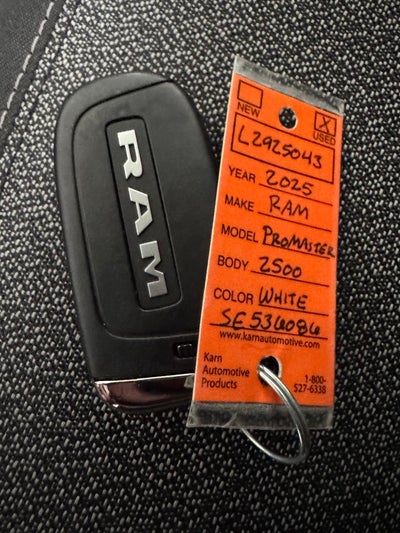 RAM
NEW
X
USED
L2925043
YEAR 2025
MAKE RAM
MODEL PROMASTER
BODY 2500
COLOR WHITE
SE536086
www.karnautomotive.com
Karn
Automotive
Products
1-800-
527-6338